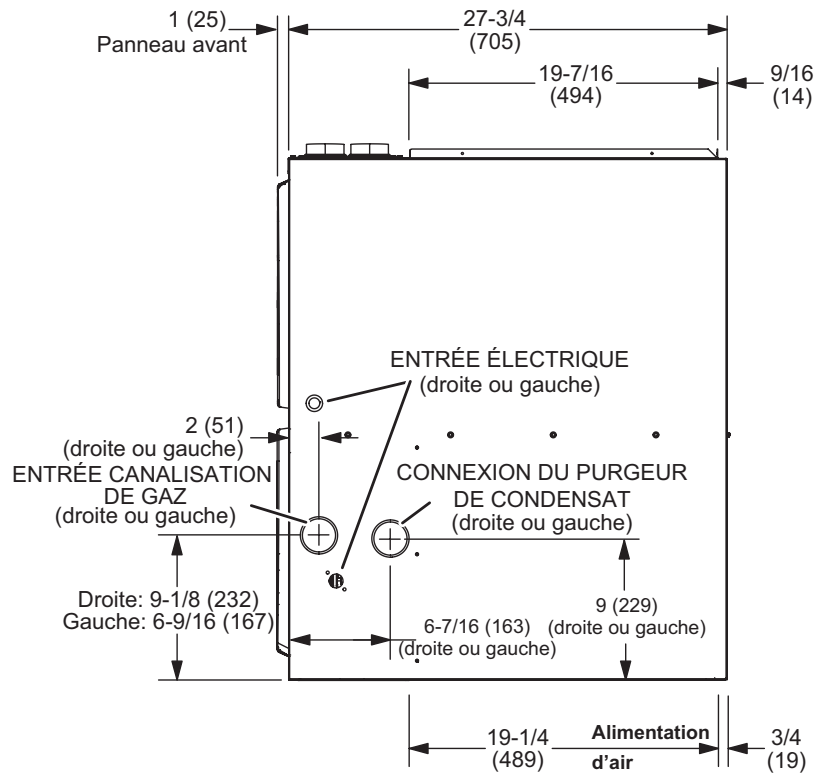 1 (25)
Panneau avant
27-3/4
(705)
19-7/16
(494)
9/16
(14)
ENTRÉE ÉLECTRIQUE
(droite ou gauche)
2 (51)
(droite ou gauche)
ENTRÉE CANALISATION
DE GAZ
(droite ou gauche)
CONNEXION DU PURGEUR
DE CONDENSAT
(droite ou gauche)
Droite: 9-1/8 (232)
Gauche: 6-9/16 (167)
6-7/16 (163)
(droite ou gauche)
9 (229)
(droite ou gauche)
19-1/4
(489)
Alimentation
d'air
3/4
(19)